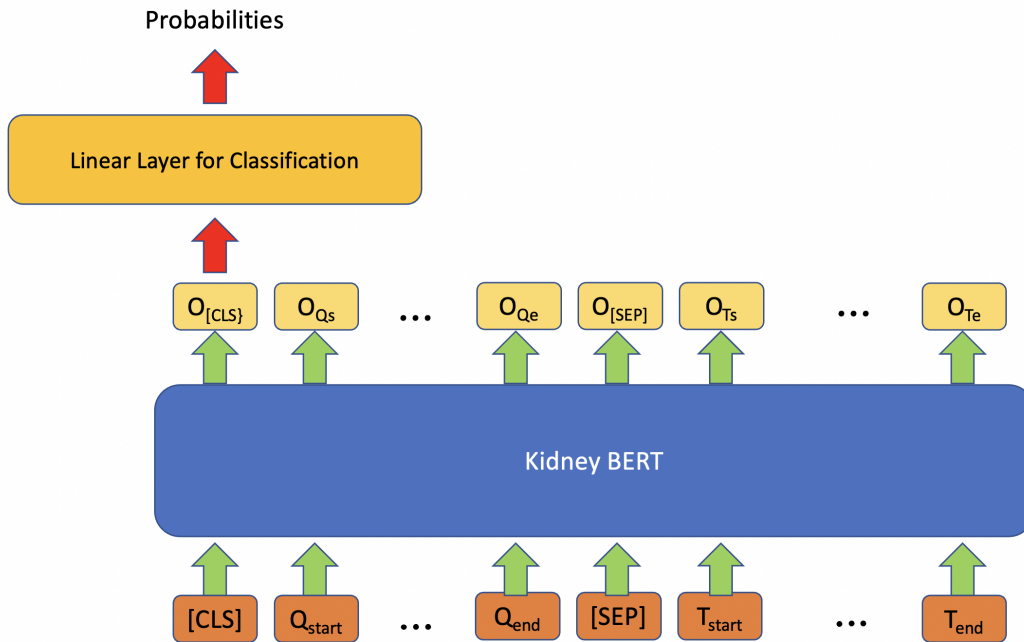 Probabilities
Linear Layer for Classification
O[CLS} OQs ... OQe O[SEP] OTs ... OTe
Kidney BERT
[CLS] Qstart ... Qend [SEP] Tstart ... Tend